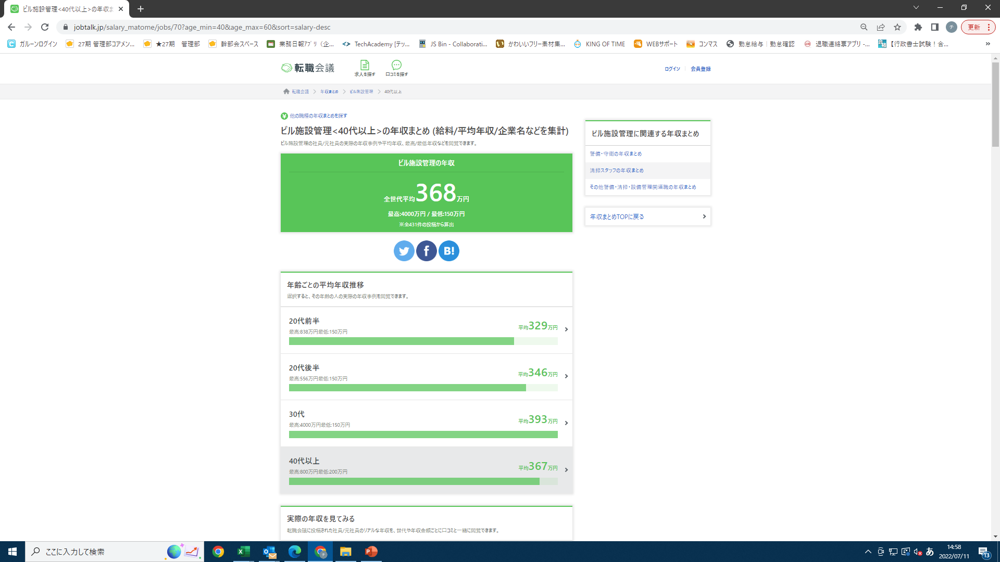 ビル施設管理<40代以上>の年収ま
jobtalk.jp/salary_matome/jobs/70?age_min=40&age_max=60&sort=salary-desc
チ
更新
ガルーンログイン
27期 管理部コアメン...
★27期 管理部
幹部会スペース
業務日報ｱﾌﾟﾘ（企...
TechAcademy [テッ...
JS Bin - Collaborati...
かわいいフリー素材集...
KING OF TIME
WEBサポート
コンマス
勤怠給与｜勤怠確認
退職連絡票アプリ -...
【行政書士試験！合...
»
転職会議
求人を探す
口コミを探す
ログイン
会員登録
転職会議
年収まとめ
ビル施設管理
40代以上
他の職種の年収まとめを探す
ビル施設管理<40代以上>の年収まとめ (給料/平均年収/企業名などを集計)
ビル施設管理の社員/元社員の実際の年収事例や平均年収、最高/最低年収などを閲覧できます。
ビル施設管理の年収
全世代平均368万円
最高:4000万円 / 最低:150万円
※全431件の投稿から算出
B!
年齢ごとの平均年収推移
選択すると、その年齢の人の実際の年収事例を閲覧できます。
20代前半
最高:838万円最低:150万円
平均329万円
20代後半
最高:556万円最低:150万円
平均346万円
30代
最高:4000万円最低:150万円
平均393万円
40代以上
最高:800万円最低:200万円
平均367万円
実際の年収を見てみる
転職会議に投稿された社員/元社員のリアルな年収を、世代や年収金額ごとに口コミと一緒に閲覧できます。
ビル施設管理に関連する年収まとめ
警備・守衛の年収まとめ
清掃スタッフの年収まとめ
その他警備・清掃・設備管理関連職の年収まとめ
年収まとめTOPに戻る
ここに入力して検索
あ
14:58
2022/07/11
13